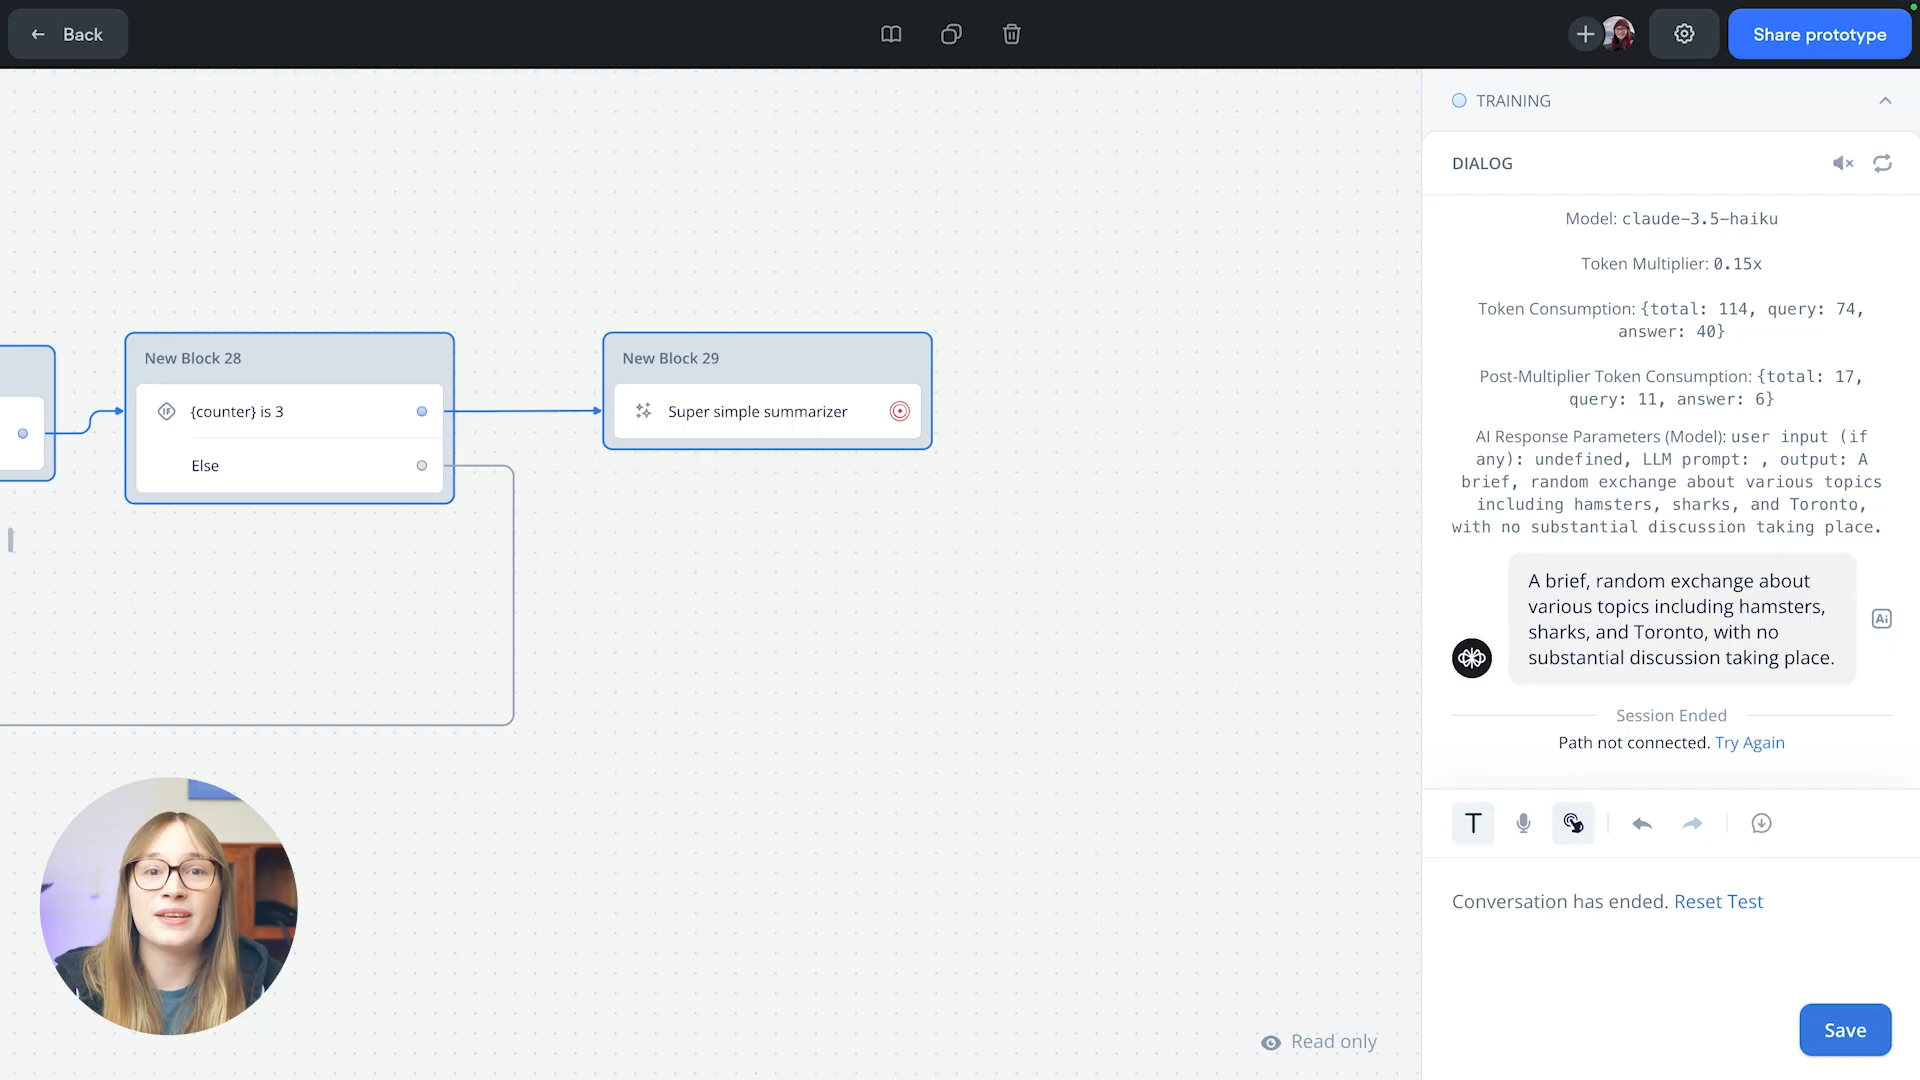 Back
Share prototype
TRAINING
DIALOG
Model: claude-3.5-haiku
Token Multiplier: 0.15x
Token Consumption: {total: 114, query: 74,
answer: 40}
Post-Multiplier Token Consumption: {total: 17,
query: 11, answer: 6}
AI Response Parameters (Model): user input (if
any): undefined, LLM prompt: , output: A
brief, random exchange about various topics
including hamsters, sharks, and Toronto,
with no substantial discussion taking place.
A brief, random exchange about
various topics including hamsters,
sharks, and Toronto, with no
substantial discussion taking place.
Ai
Session Ended
Path not connected. Try Again
T
Conversation has ended. Reset Test
Save
New Block 28
IF
{counter} is 3
Else
New Block 29
Super simple summarizer
Read only